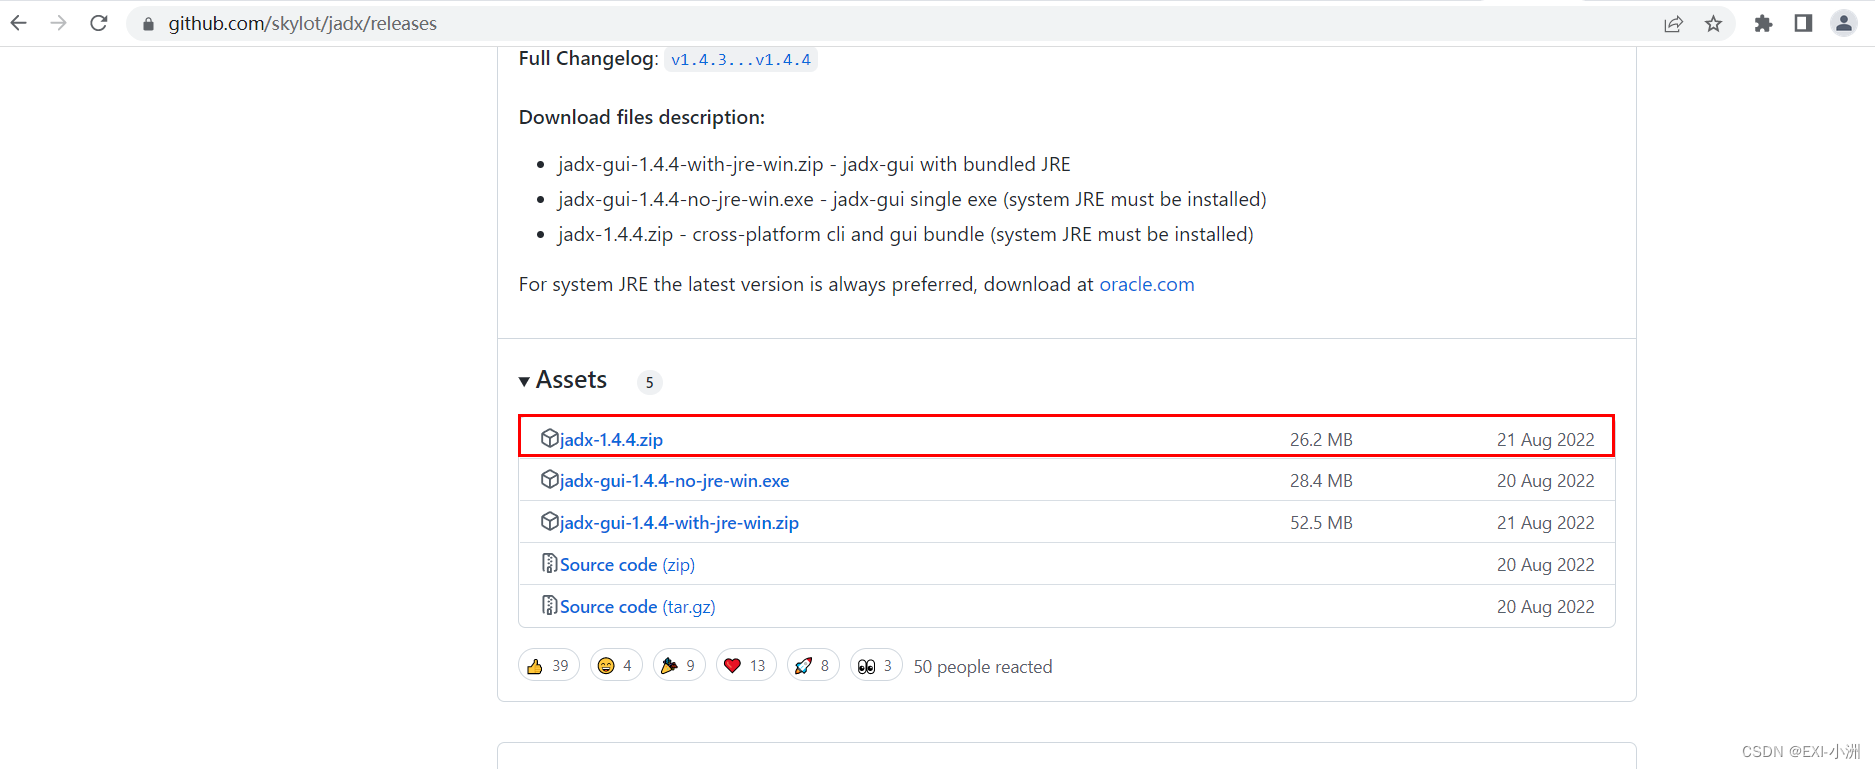 github.com/skylot/jadx/releases
Full Changelog: v1.4.3...v1.4.4
Download files description:
jadx-gui-1.4.4-with-jre-win.zip - jadx-gui with bundled JRE
jadx-gui-1.4.4-no-jre-win.exe - jadx-gui single exe (system JRE must be installed)
jadx-1.4.4.zip - cross-platform cli and gui bundle (system JRE must be installed)
For system JRE the latest version is always preferred, download at oracle.com
Assets 5
jadx-1.4.4.zip 26.2 MB 21 Aug 2022
jadx-gui-1.4.4-no-jre-win.exe 28.4 MB 20 Aug 2022
jadx-gui-1.4.4-with-jre-win.zip 52.5 MB 21 Aug 2022
Source code (zip) 20 Aug 2022
Source code (tar.gz) 20 Aug 2022
39 4 9 13 8 3 50 people reacted
CSDN @EXI-小洲